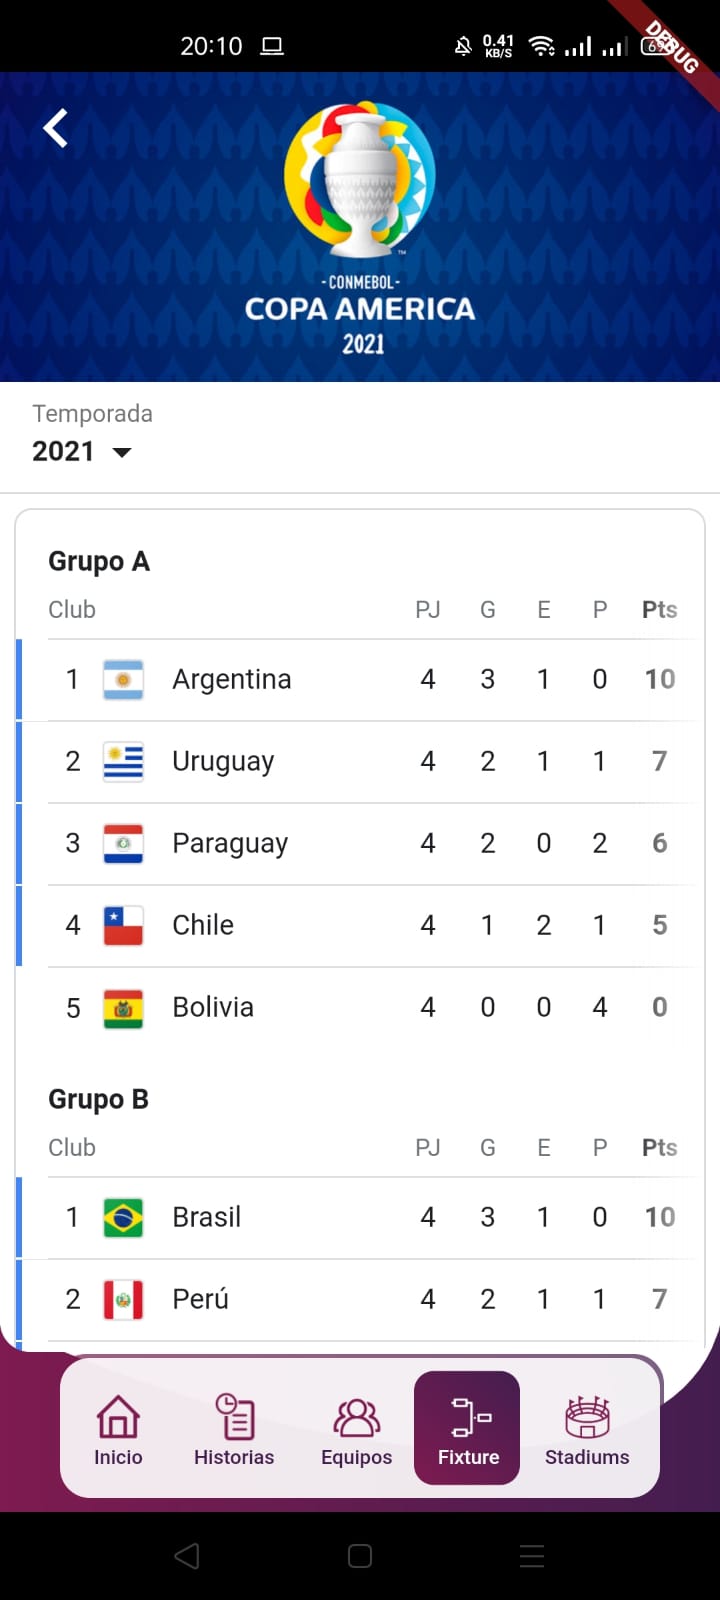 20:10
0.41
KB/S
DEBUG
- CONMEBOL -
COPA AMERICA
2021
Temporada
2021
Grupo A
Club PJ G E P Pts
1 Argentina 4 3 1 0 10
2 Uruguay 4 2 1 1 7
3 Paraguay 4 2 0 2 6
4 Chile 4 1 2 1 5
5 Bolivia 4 0 0 4 0
Grupo B
Club PJ G E P Pts
1 Brasil 4 3 1 0 10
2 Perú 4 2 1 1 7
Inicio Historias Equipos Fixture Stadiums